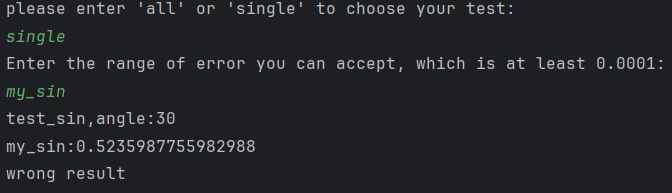 please enter 'all' or 'single' to choose your test:
single
Enter the range of error you can accept, which is at least 0.0001:
my_sin
test_sin,angle:30
my_sin:0.5235987755982988
wrong result